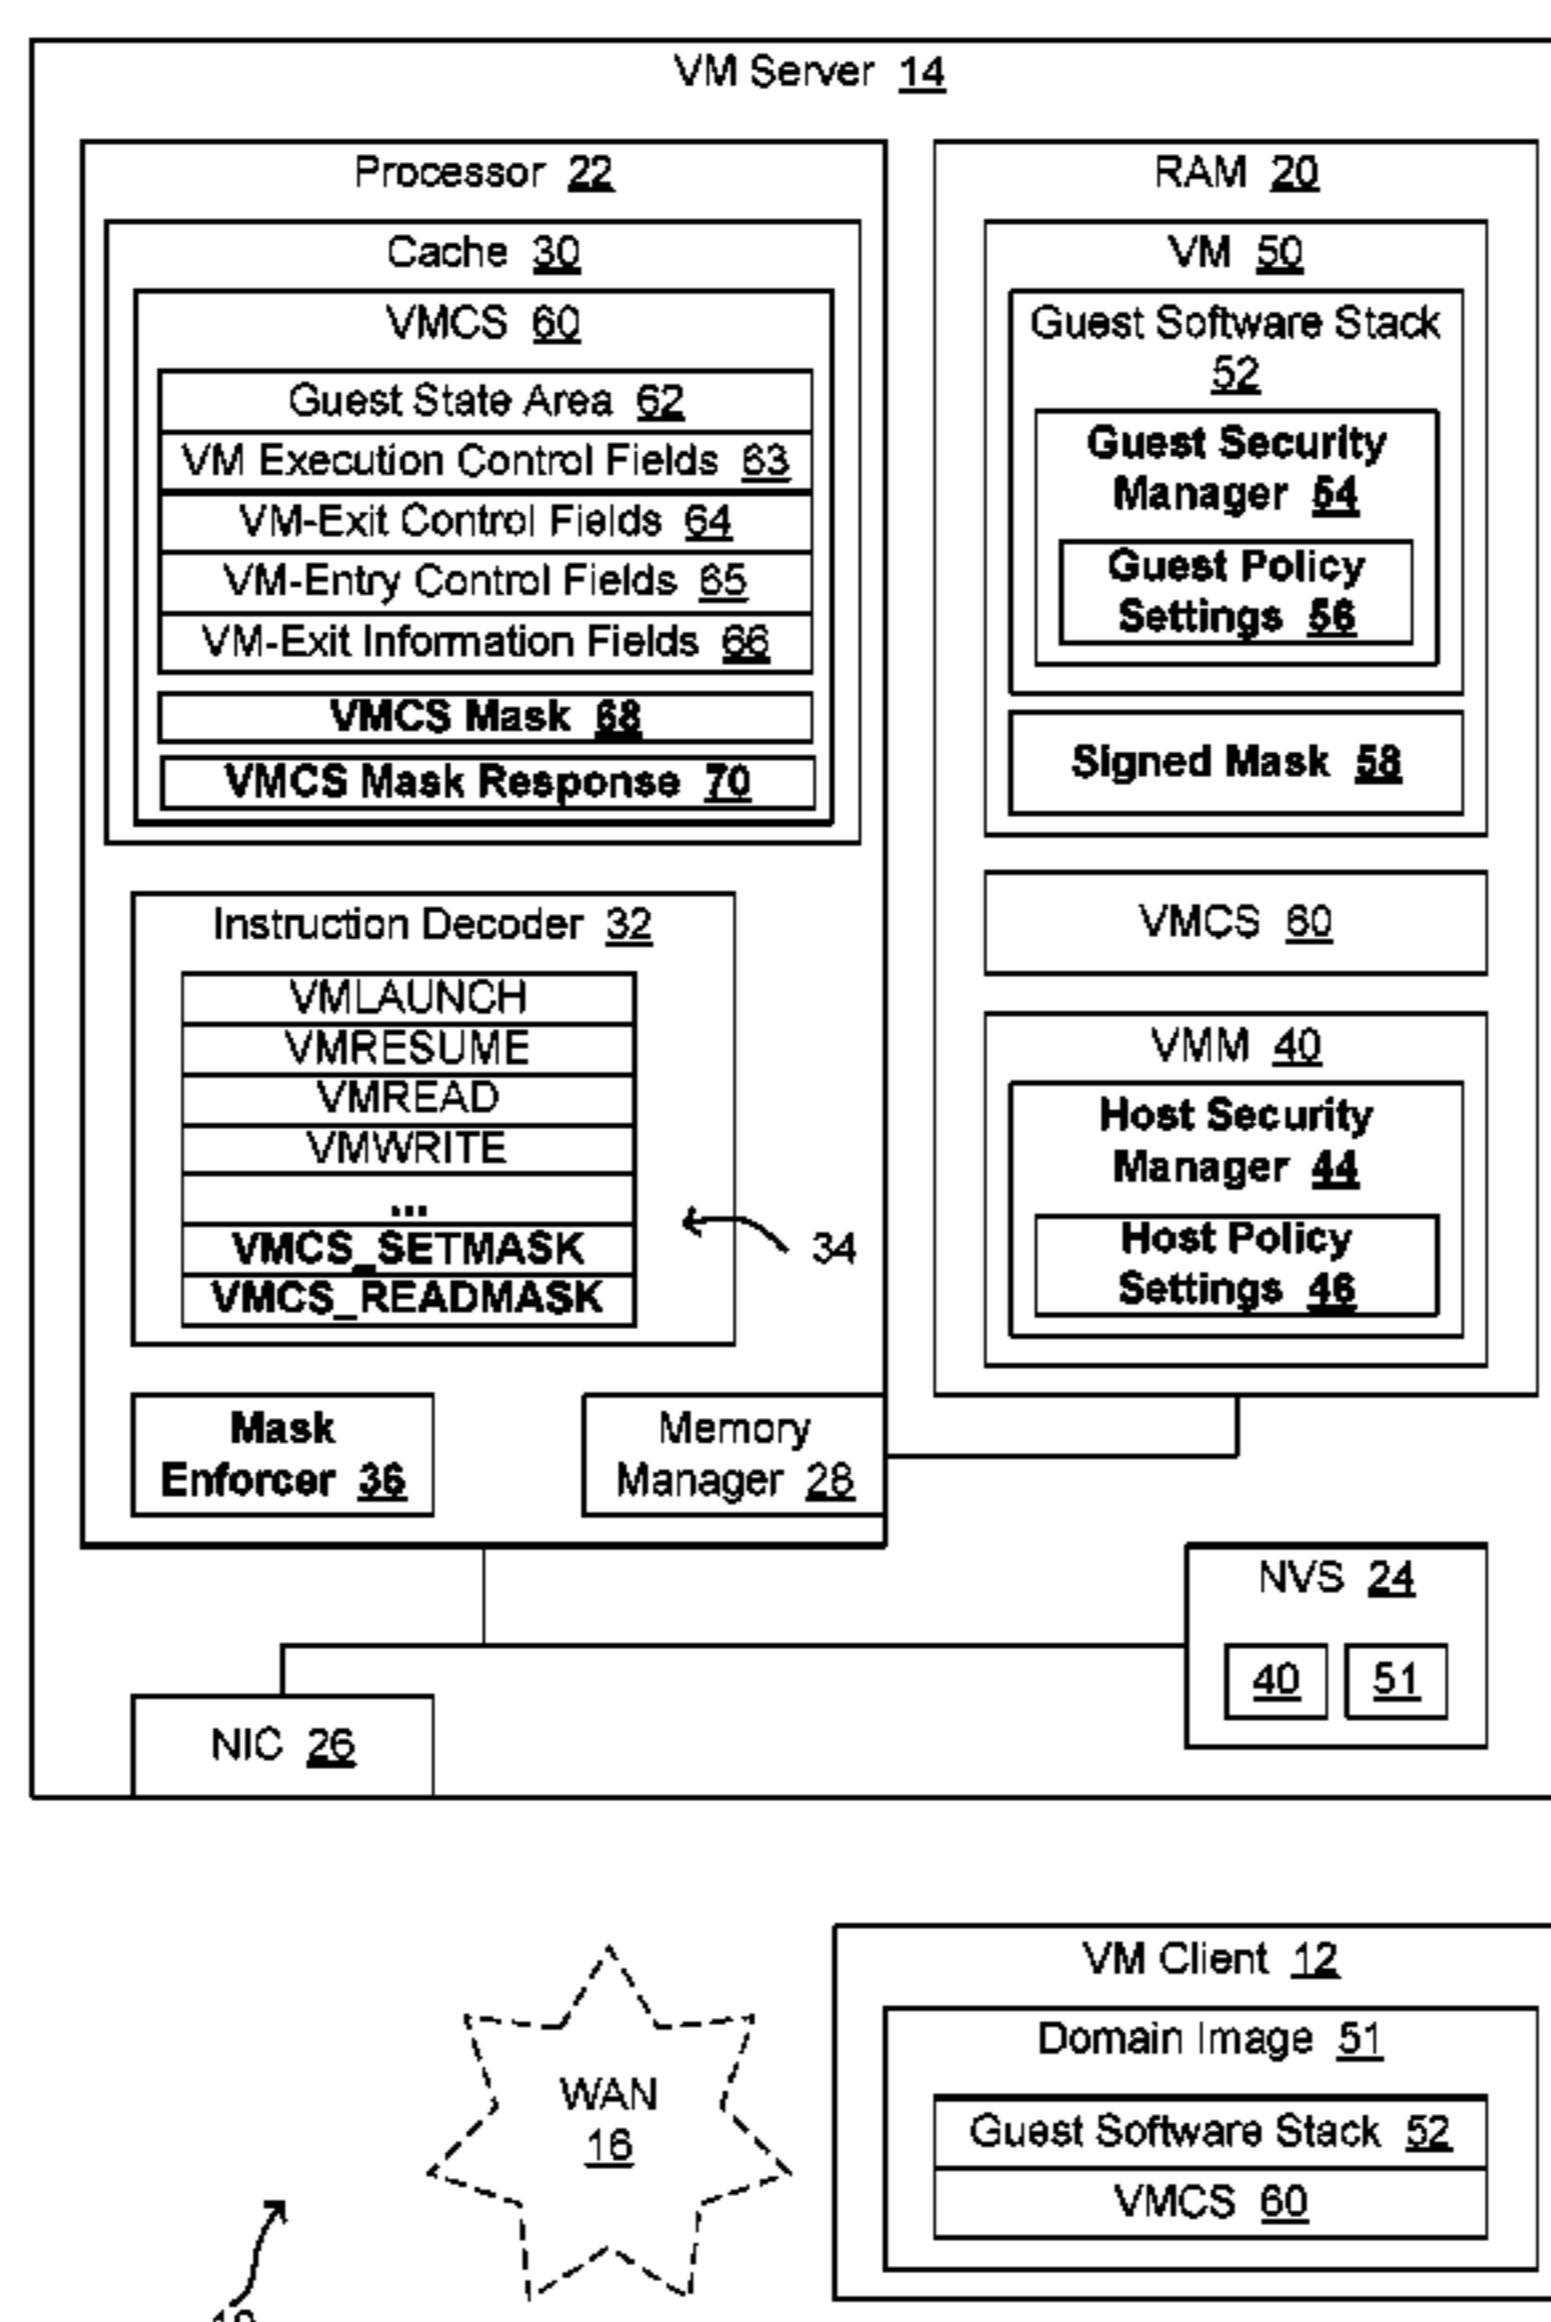 VM Server 14
Processor 22
Cache 30
VMCS 60
Guest State Area 62
VM Execution Control Fields 63
VM-Exit Control Fields 64
VM-Entry Control Fields 65
VM-Exit Information Fields 66
VMCS Mask 68
VMCS Mask Response 70
Instruction Decoder 32
VMLAUNCH
VMRESUME
VMREAD
VMWRITE
...
VMCS_SETMASK
VMCS_READMASK
34
Mask
Enforcer 36
Memory
Manager 28
RAM 20
VM 50
Guest Software Stack
52
Guest Security
Manager 54
Guest Policy
Settings 56
Signed Mask 58
VMCS 60
VMM 40
Host Security
Manager 44
Host Policy
Settings 46
NVS 24
40
51
NIC 26
WAN
16
VM Client 12
Domain Image 51
Guest Software Stack 52
VMCS 60